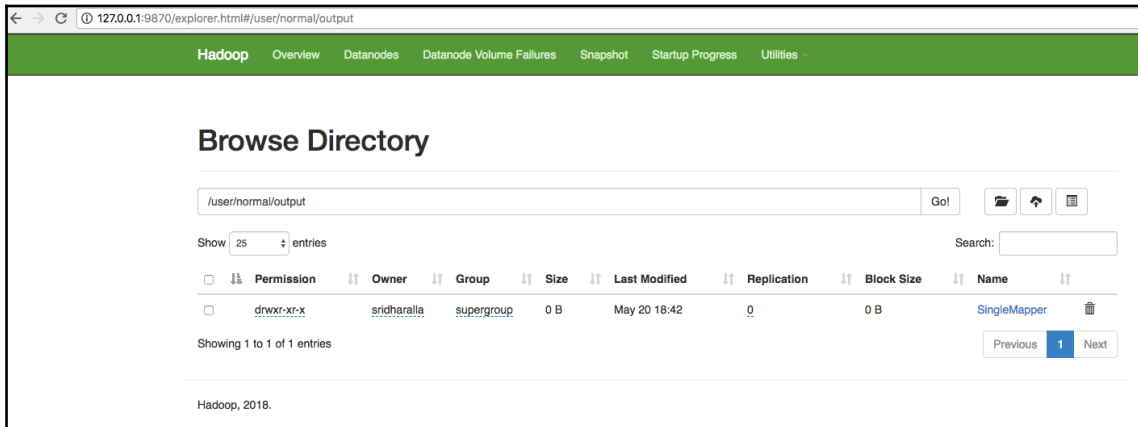 127.0.0.1:9870/explorer.html#/user/normal/output
Hadoop Overview Datanodes Datanode Volume Failures Snapshot Startup Progress Utilities
Browse Directory
/user/normal/output Go!
Show 25 entries Search:
Permission Owner Group Size Last Modified Replication Block Size Name
drwxr-xr-x sridharalla supergroup 0 B May 20 18:42 0 0 B SingleMapper
Showing 1 to 1 of 1 entries Previous 1 Next
Hadoop, 2018.